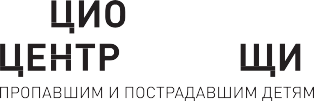 ЦИО
ЦЕНТР ЩИ
ПРОПАВШИМ И ПОСТРАДАВШИМ ДЕТЯМ